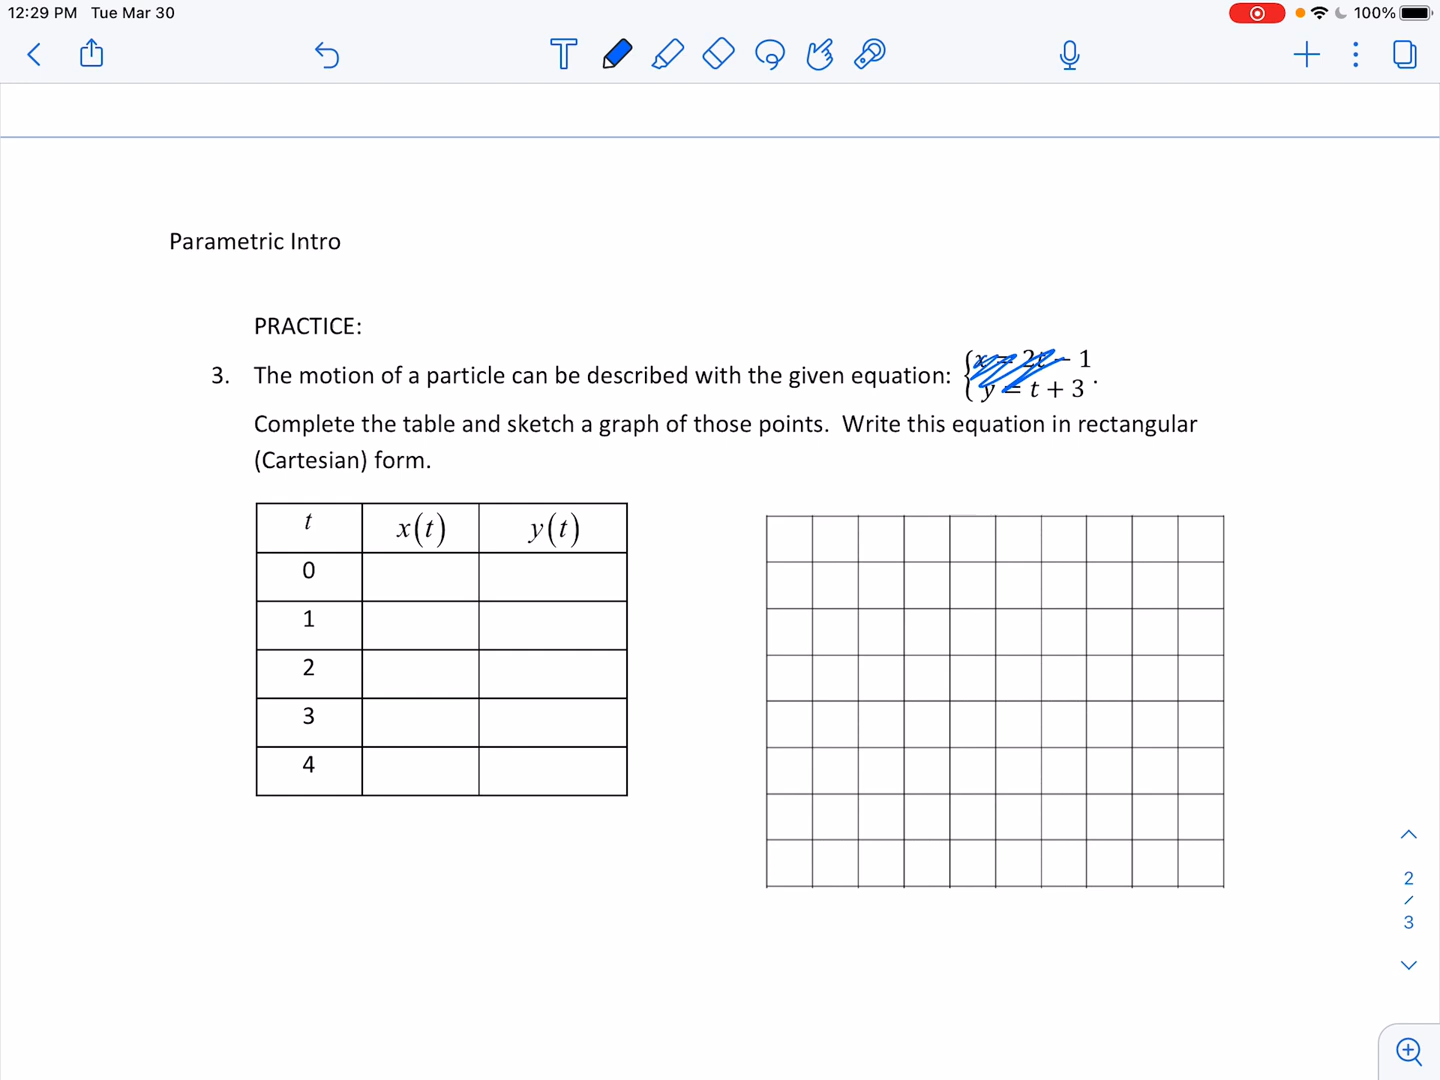 12:29 PM Tue Mar 30
100%
T
Parametric Intro
PRACTICE:
3. The motion of a particle can be described with the given equation: { x = 2t − 1
y = t + 3 .
Complete the table and sketch a graph of those points. Write this equation in rectangular
(Cartesian) form.
t x(t) y(t)
0
1
2
3
4
2
/
3